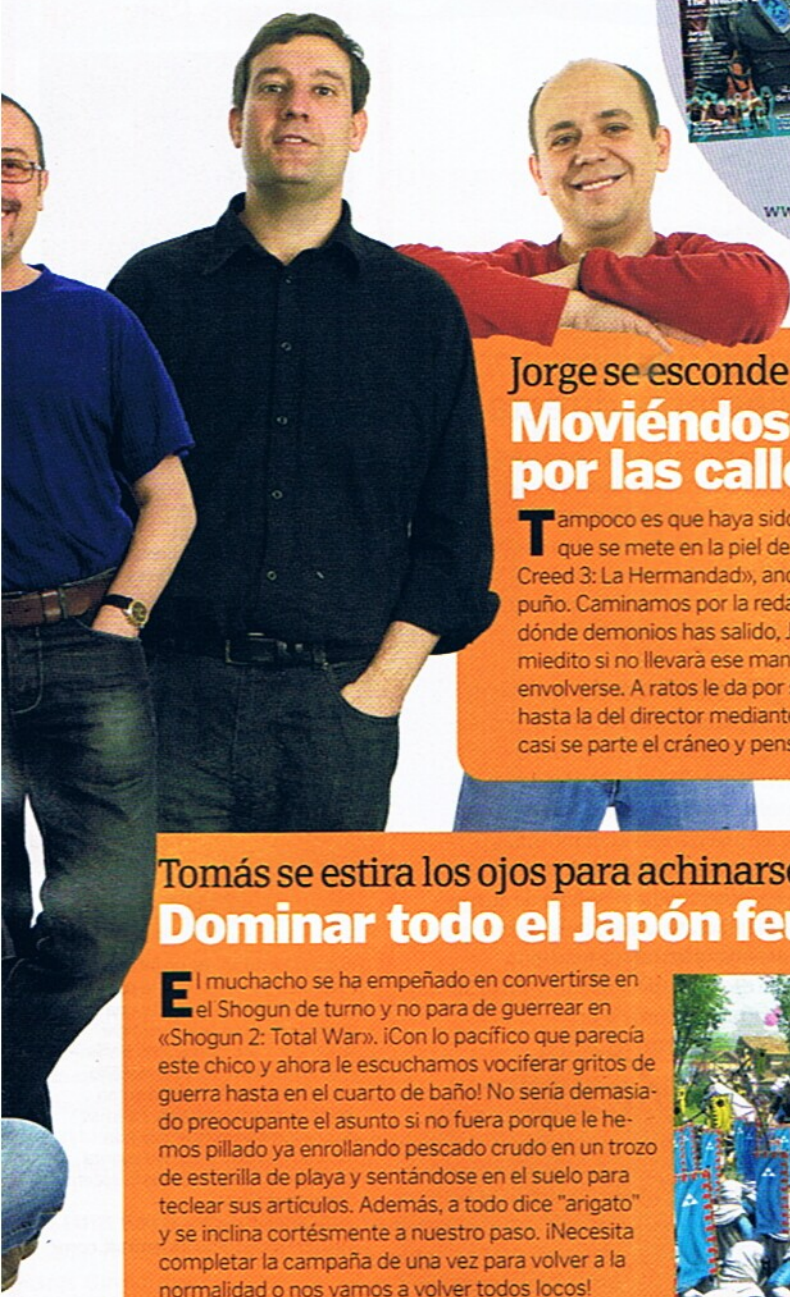 The Witcher
ww
Jorge se esconde
Moviéndos
por las calle
Tampoco es que haya sido
que se mete en la piel de
Creed 3: La Hermandad», and
puño. Caminamos por la reda
dónde demonios has salido, J
miedito si no llevara ese man
envolverse. A ratos le da por
hasta la del director mediante
casi se parte el cráneo y pens
Tomás se estira los ojos para achinarse
Dominar todo el Japón feu
El muchacho se ha empeñado en convertirse en
el Shogun de turno y no para de guerrear en
«Shogun 2: Total War». ¡Con lo pacífico que parecía
este chico y ahora le escuchamos vociferar gritos de
guerra hasta en el cuarto de baño! No sería demasia-
do preocupante el asunto si no fuera porque le he-
mos pillado ya enrollando pescado crudo en un trozo
de esterilla de playa y sentándose en el suelo para
teclear sus artículos. Además, a todo dice "arigato"
y se inclina cortésmente a nuestro paso. ¡Necesita
completar la campaña de una vez para volver a la
normalidad o nos vamos a volver todos locos!